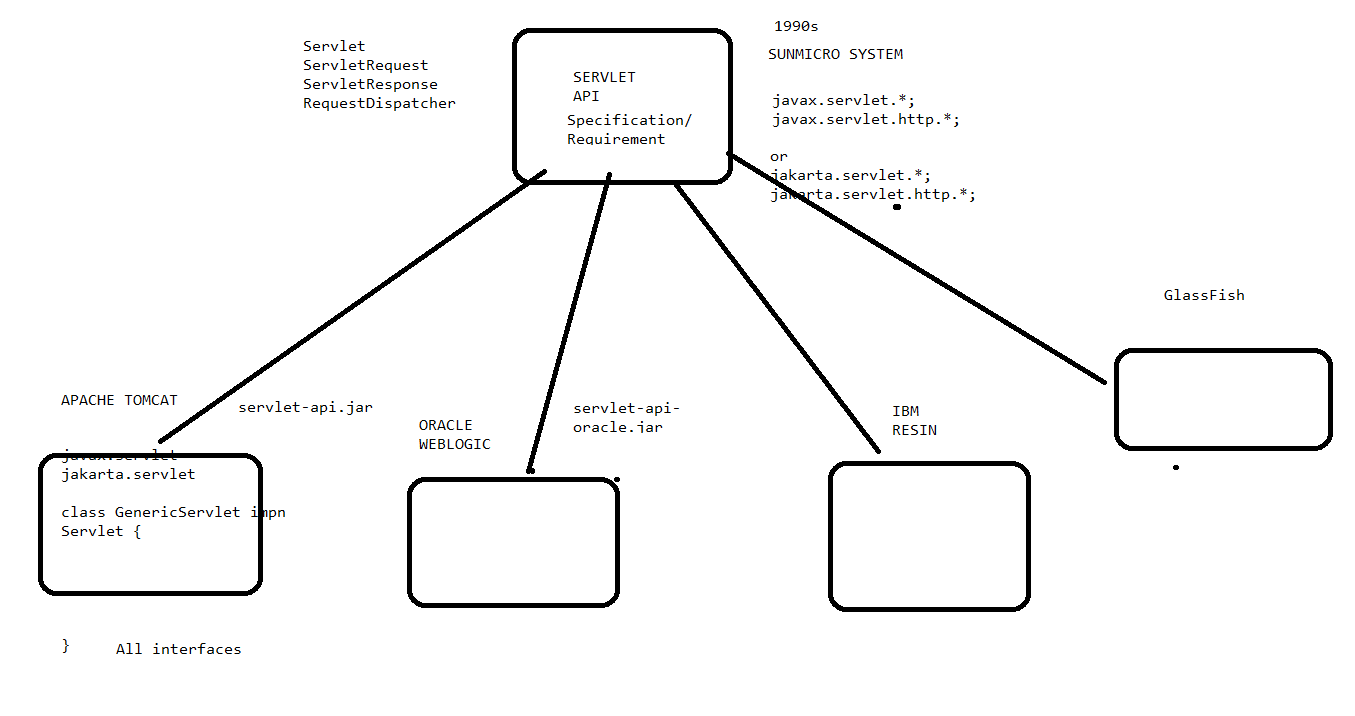 1990s
Servlet
ServletRequest
ServletResponse
RequestDispatcher
SERVLET
API
Specification/
Requirement
SUNMICRO SYSTEM
javax.servlet.*;
javax.servlet.http.*;
or
jakarta.servlet.*;
jakarta.servlet.http.*;
GlassFish
APACHE TOMCAT
servlet-api.jar
ORACLE
WEBLOGIC
servlet-api-
oracle.jar
IBM
RESIN
javax.servlet
jakarta.servlet
class GenericServlet impn
Servlet {
}
All interfaces